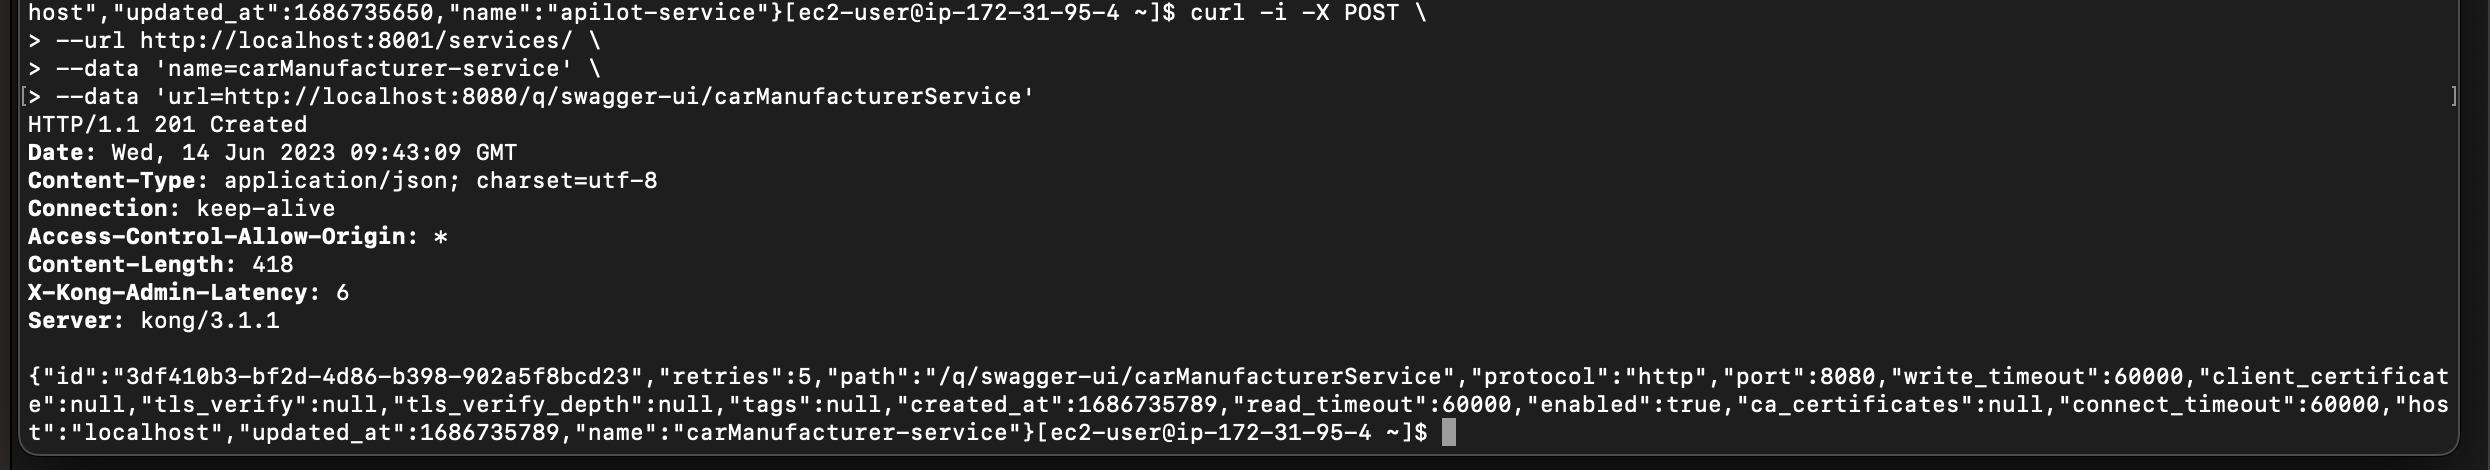 host","updated_at":1686735650,"name":"apilot-service"}[ec2-user@ip-172-31-95-4 ~]$ curl -i -X POST \
> --url http://localhost:8001/services/ \
> --data 'name=carManufacturer-service' \
[> --data 'url=http://localhost:8080/q/swagger-ui/carManufacturerService' ]
HTTP/1.1 201 Created
Date: Wed, 14 Jun 2023 09:43:09 GMT
Content-Type: application/json; charset=utf-8
Connection: keep-alive
Access-Control-Allow-Origin: *
Content-Length: 418
X-Kong-Admin-Latency: 6
Server: kong/3.1.1

{"id":"3df410b3-bf2d-4d86-b398-902a5f8bcd23","retries":5,"path":"/q/swagger-ui/carManufacturerService","protocol":"http","port":8080,"write_timeout":60000,"client_certificat
e":null,"tls_verify":null,"tls_verify_depth":null,"tags":null,"created_at":1686735789,"read_timeout":60000,"enabled":true,"ca_certificates":null,"connect_timeout":60000,"hos
t":"localhost","updated_at":1686735789,"name":"carManufacturer-service"}[ec2-user@ip-172-31-95-4 ~]$